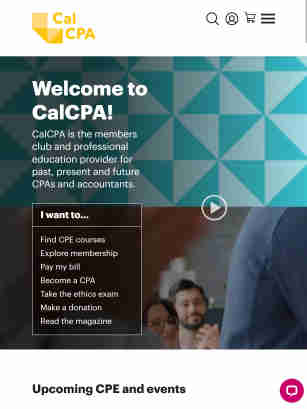 Cal
CPA
Welcome to
CalCPA!
CalCPA is the members
club and professional
education provider for
past, present and future
CPAs and accountants.
I want to...
Find CPE courses
Explore membership
Pay my bill
Become a CPA
Take the ethics exam
Make a donation
Read the magazine
Upcoming CPE and events